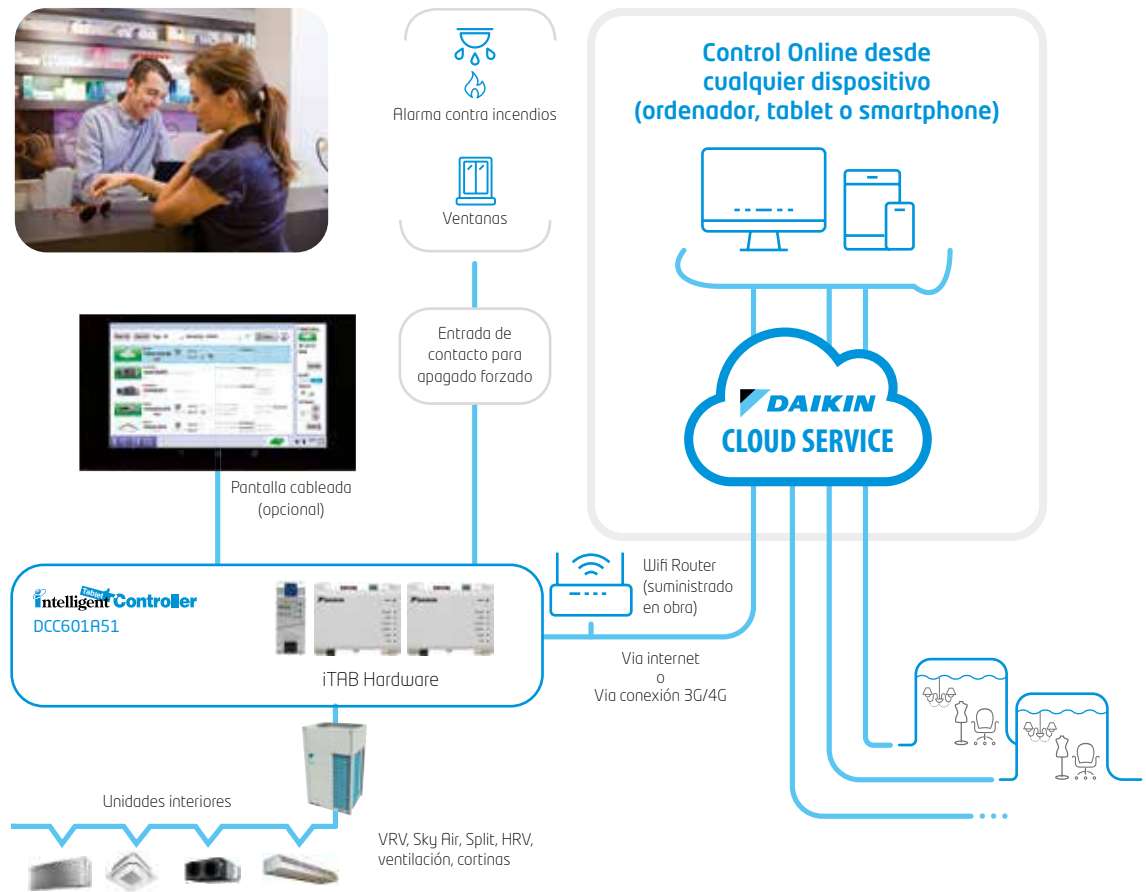 Alarma contra incendios
Ventanas
Entrada de
contacto para
apagado forzado
Control Online desde
cualquier dispositivo
(ordenador, tablet o smartphone)
DAIKIN
CLOUD SERVICE
Pantalla cableada
(opcional)
intelligent Tablet Controller
DCC601A51
iTAB Hardware
Wifi Router
(suministrado
en obra)
Via internet
o
Via conexión 3G/4G
Unidades interiores
VRV, Sky Air, Split, HRV,
ventilación, cortinas